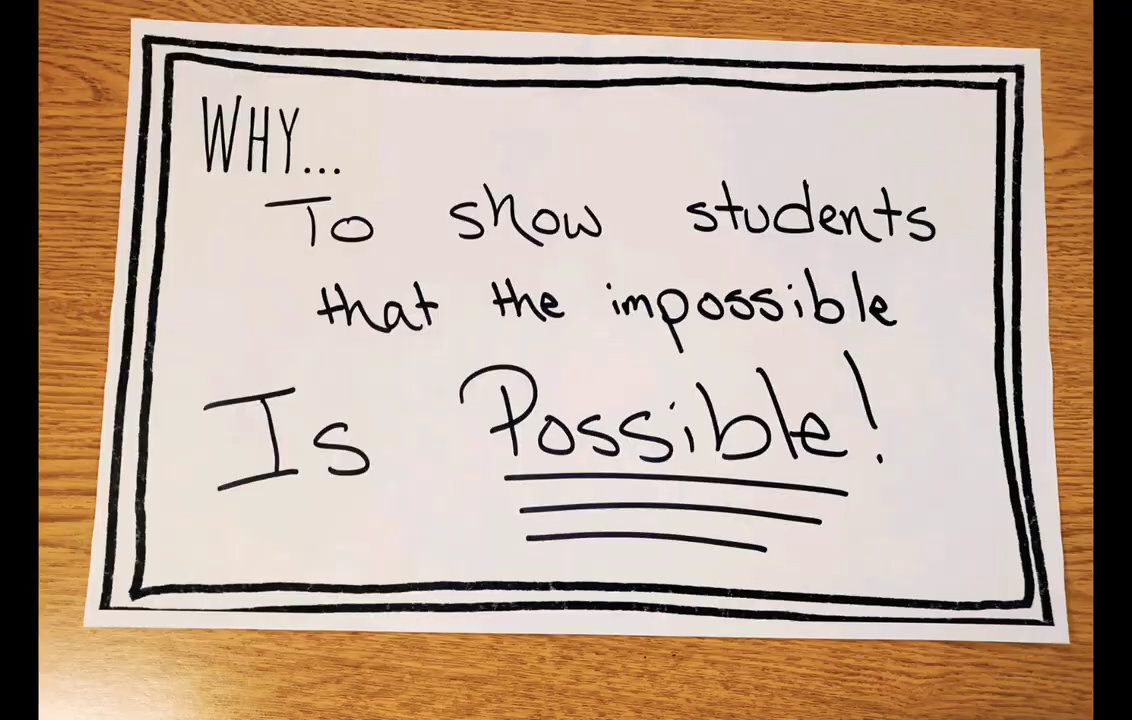 WHY...
To show students
that the impossible
Is Possible!